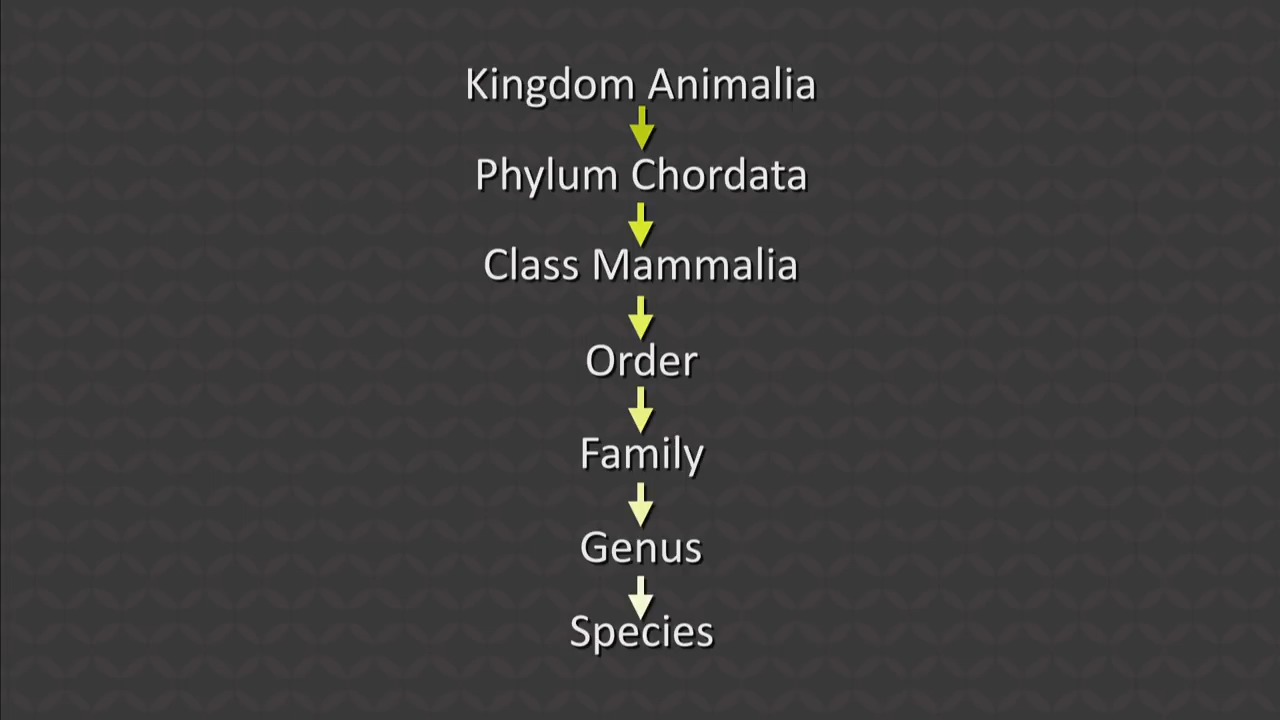 Kingdom Animalia
Phylum Chordata
Class Mammalia
Order
Family
Genus
Species